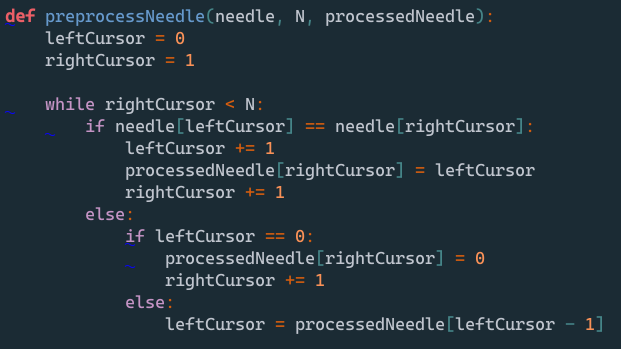 def preprocessNeedle(needle, N, processedNeedle):
    leftCursor = 0
    rightCursor = 1

    while rightCursor < N:
        if needle[leftCursor] == needle[rightCursor]:
            leftCursor += 1
            processedNeedle[rightCursor] = leftCursor
            rightCursor += 1
        else:
            if leftCursor == 0:
                processedNeedle[rightCursor] = 0
                rightCursor += 1
            else:
                leftCursor = processedNeedle[leftCursor - 1]